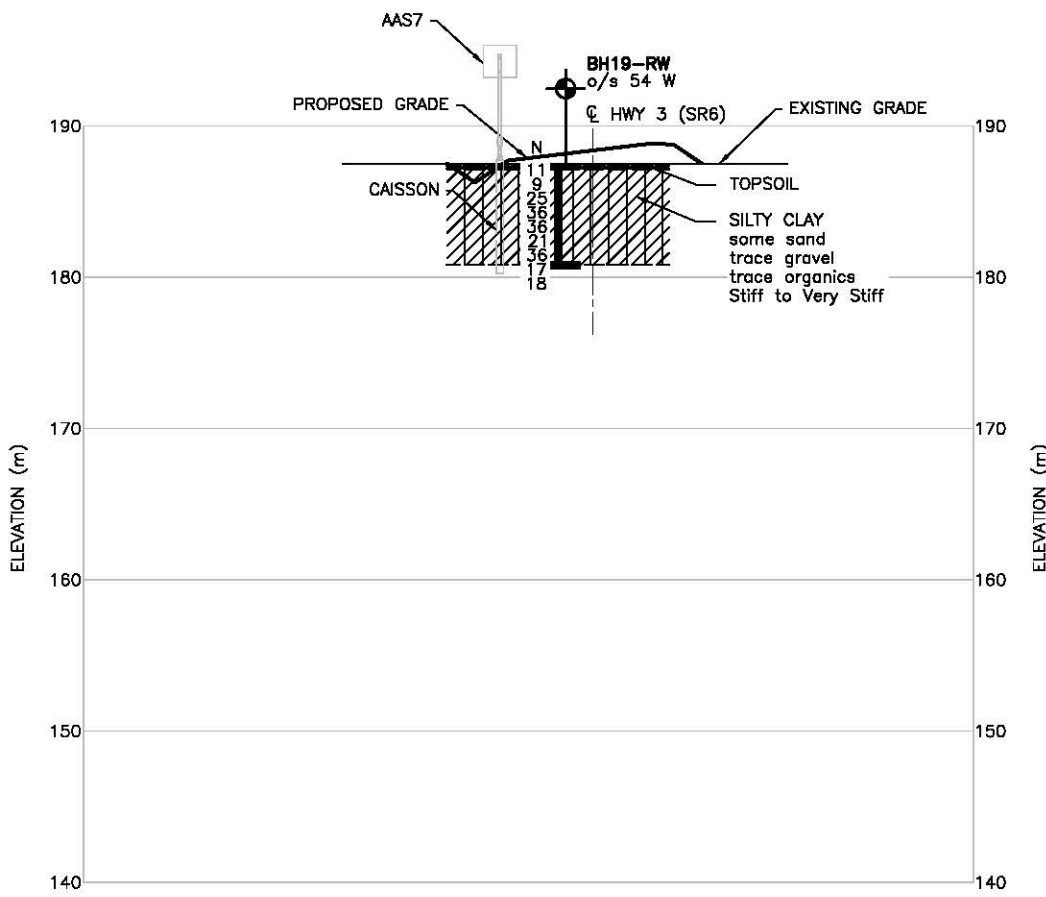 AAS7
BH19-RW
o/s 54 W
℄ HWY 3 (SR6)
PROPOSED GRADE
EXISTING GRADE
190
190
N
11
9
25
36
36
21
36
17
18
CAISSON
TOPSOIL
SILTY CLAY
some sand
trace gravel
trace organics
Stiff to Very Stiff
180
180
170
170
ELEVATION (m)
ELEVATION (m)
160
160
150
150
140
140